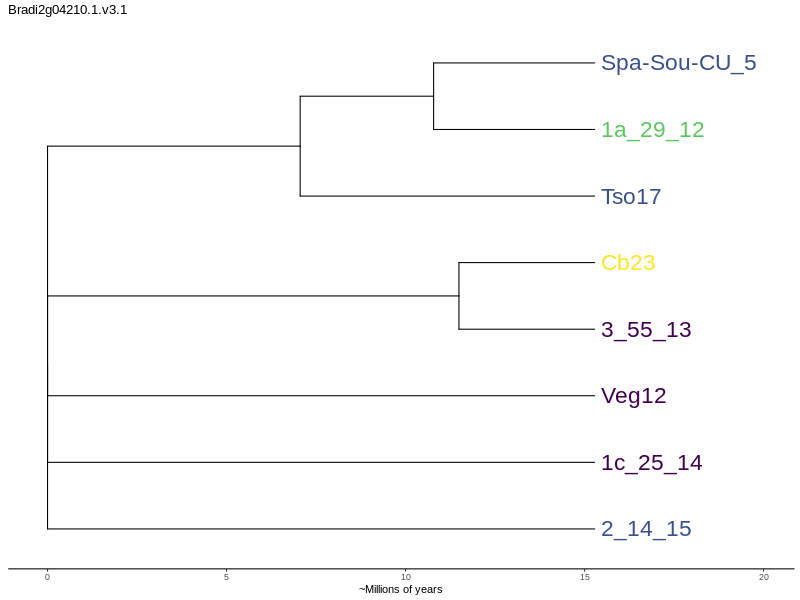 Bradi2g04210.1.v3.1
Spa-Sou-CU_5
1a_29_12
Tso17
Cb23
3_55_13
Veg12
1c_25_14
2_14_15
0 5 10 15 20
~Millions of years